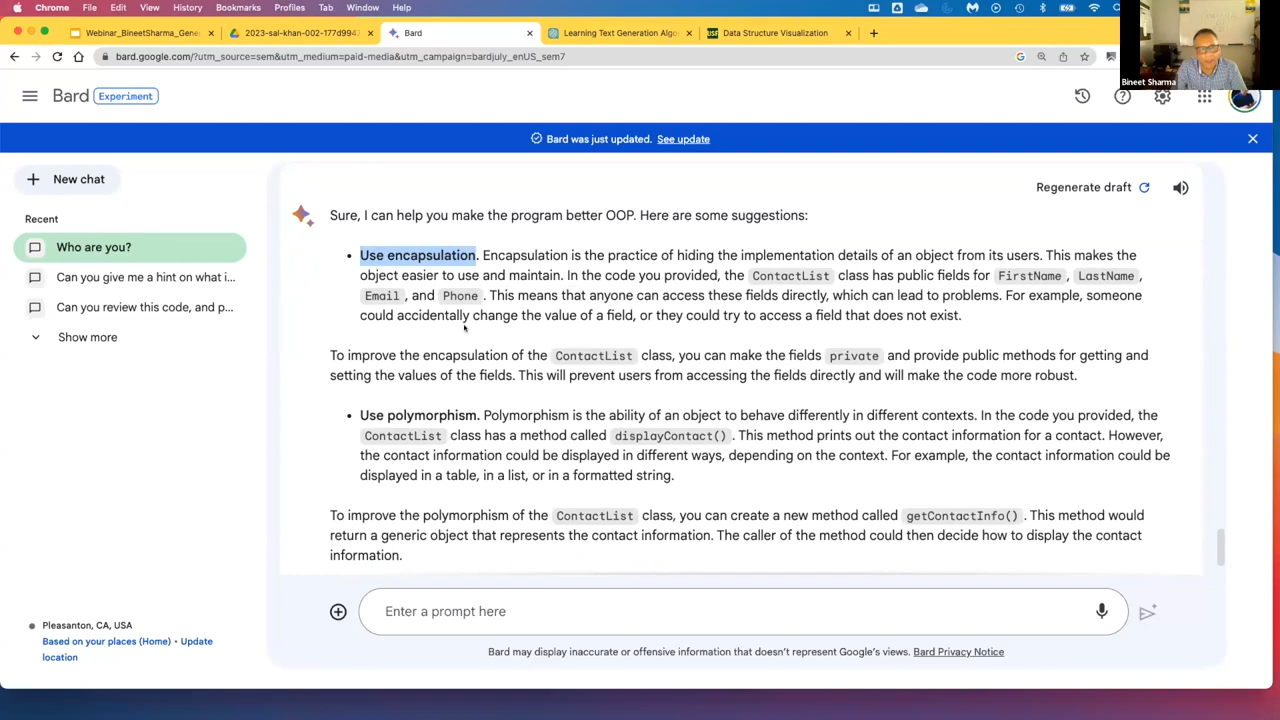 Chrome File Edit View History Bookmarks Profiles Tab Window Help
Webinar_BineetSharma_Gene
2023-sal-khan-002-177d9947
Bard
Learning Text Generation Algo
Data Structure Visualization
bard.google.com/?utm_source=sem&utm_medium=paid-media&utm_campaign=bardjuly_enUS_sem7
Bineet Sharma
Bard Experiment
Bard was just updated. See update
New chat
Recent
Who are you?
Can you give me a hint on what i...
Can you review this code, and p...
Show more
Regenerate draft
Sure, I can help you make the program better OOP. Here are some suggestions:
• Use encapsulation. Encapsulation is the practice of hiding the implementation details of an object from its users. This makes the
object easier to use and maintain. In the code you provided, the ContactList class has public fields for FirstName, LastName,
Email, and Phone. This means that anyone can access these fields directly, which can lead to problems. For example, someone
could accidentally change the value of a field, or they could try to access a field that does not exist.
To improve the encapsulation of the ContactList class, you can make the fields private and provide public methods for getting and
setting the values of the fields. This will prevent users from accessing the fields directly and will make the code more robust.
• Use polymorphism. Polymorphism is the ability of an object to behave differently in different contexts. In the code you provided, the
ContactList class has a method called displayContact(). This method prints out the contact information for a contact. However,
the contact information could be displayed in different ways, depending on the context. For example, the contact information could be
displayed in a table, in a list, or in a formatted string.
To improve the polymorphism of the ContactList class, you can create a new method called getContactInfo(). This method would
return a generic object that represents the contact information. The caller of the method could then decide how to display the contact
information.
Enter a prompt here
Pleasanton, CA, USA
Based on your places (Home) • Update
location
Bard may display inaccurate or offensive information that doesn't represent Google's views. Bard Privacy Notice